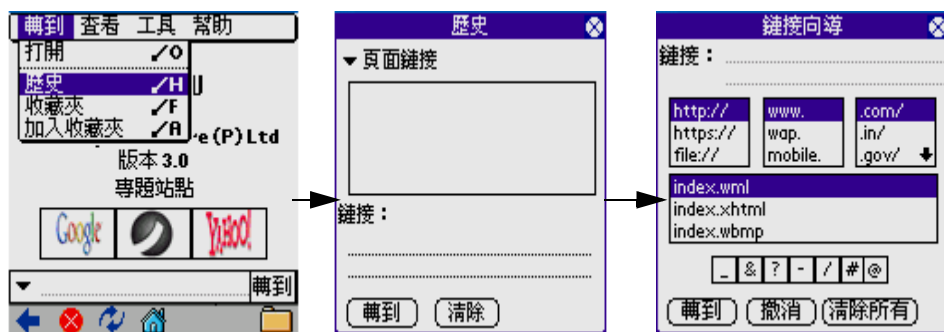 轉到 查看 工具 幫助
打開 ／O
歷史 ／H
收藏夾 ／F
加入收藏夾 ／A
U
e (P) Ltd
版本 3.0
專題站點
Google YAHOO!
轉到
歷史
頁面鏈接
鏈接：
轉到 清除
鏈接向導
鏈接：
http:// www. .com/
https:// wap. .in/
file:// mobile. .gov/
index.wml
index.xhtml
index.wbmp
_ & ? - / # @
轉到 撤消 清除所有